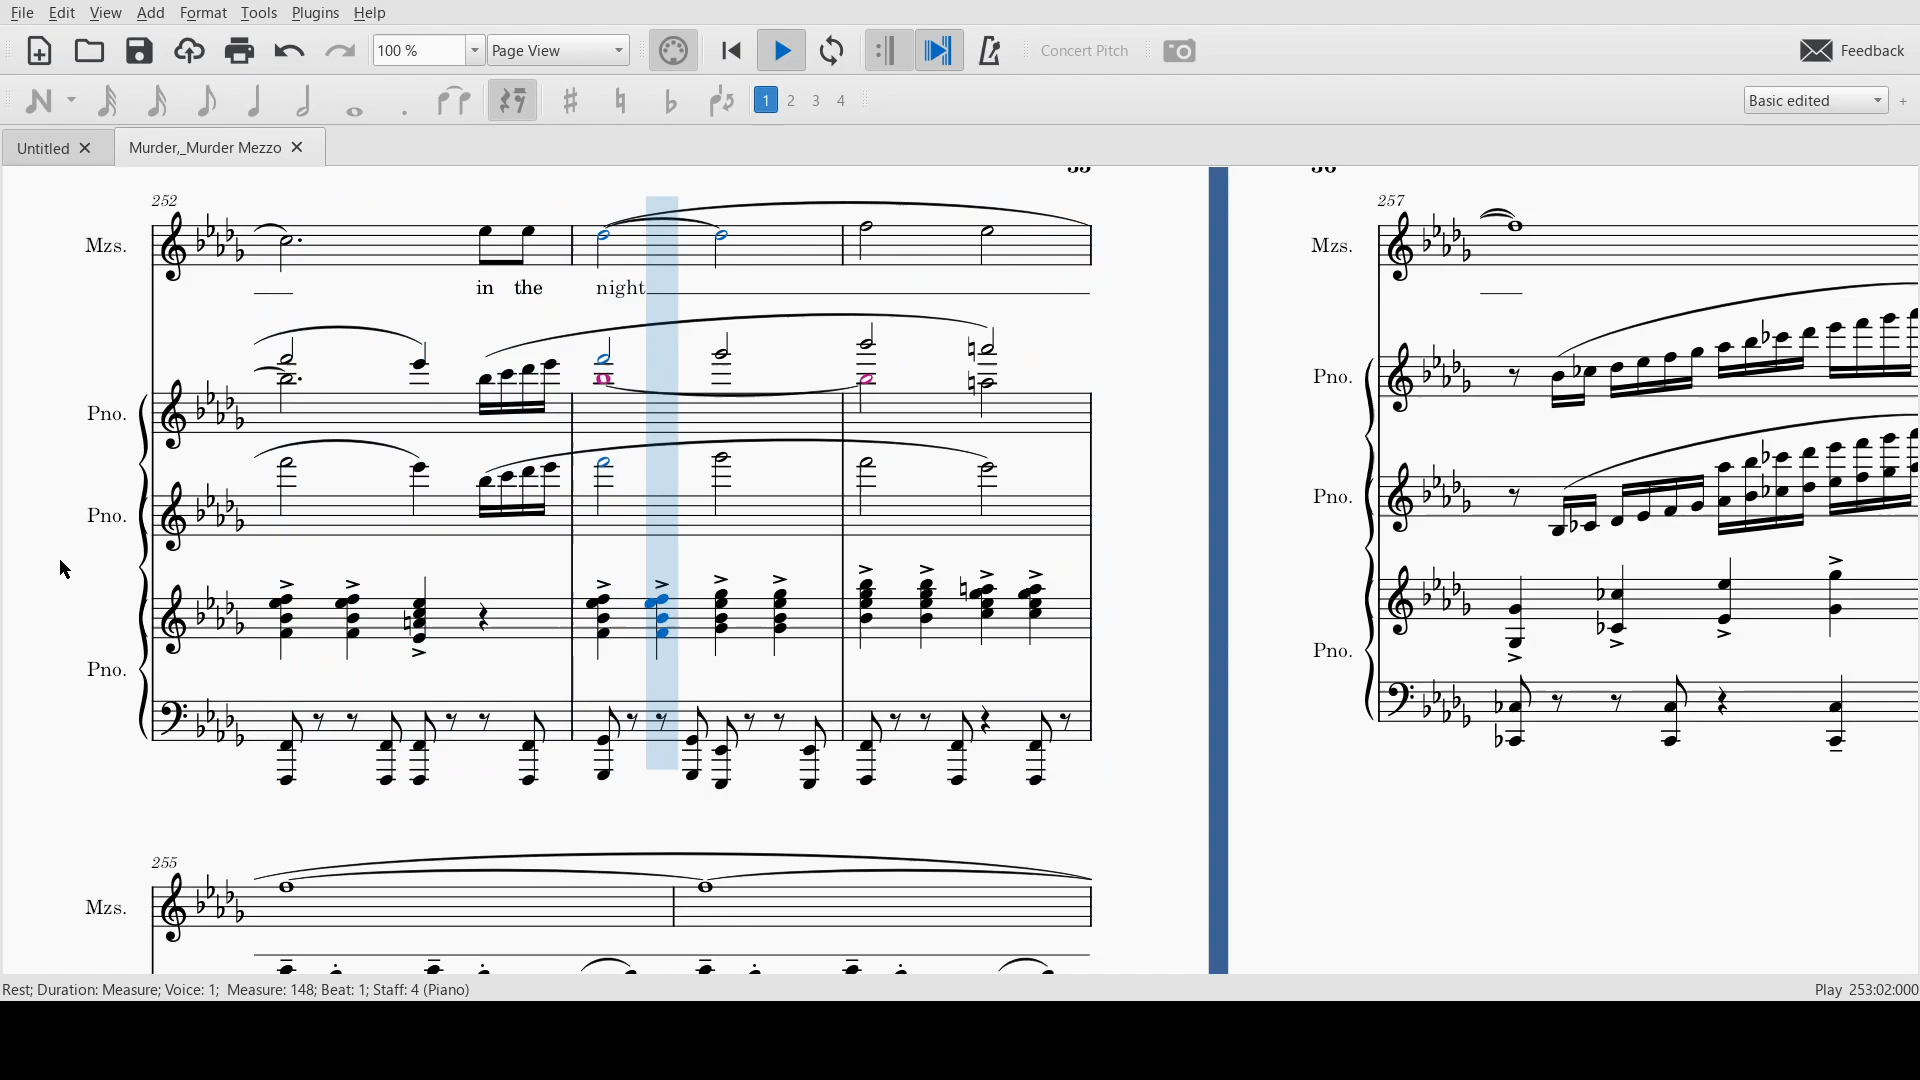 File Edit View Add Format Tools Plugins Help
100 % Page View Concert Pitch Feedback
1 2 3 4 Basic edited +
Untitled Murder,_Murder Mezzo
252 257
Mzs. Mzs.
in the night
Pno. Pno.
Pno. Pno.
Pno. Pno.
255
Mzs.
Rest; Duration: Measure; Voice: 1; Measure: 148; Beat: 1; Staff: 4 (Piano) Play 253:02:000